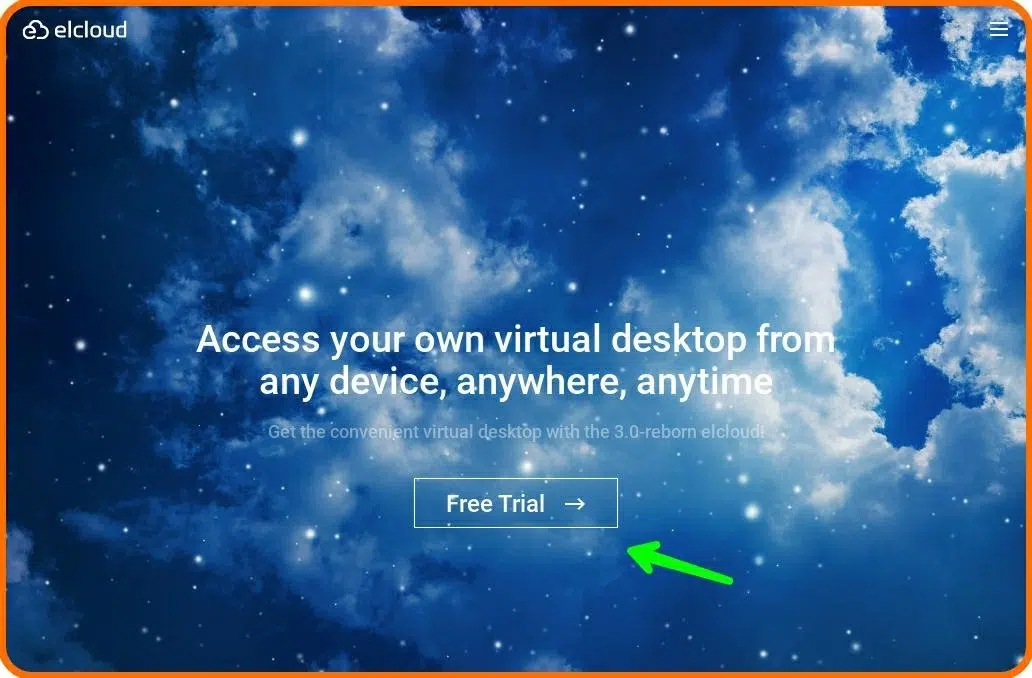 elcloud
Access your own virtual desktop from
any device, anywhere, anytime
Get the convenient virtual desktop with the 3.0-reborn elcloud!
Free Trial →